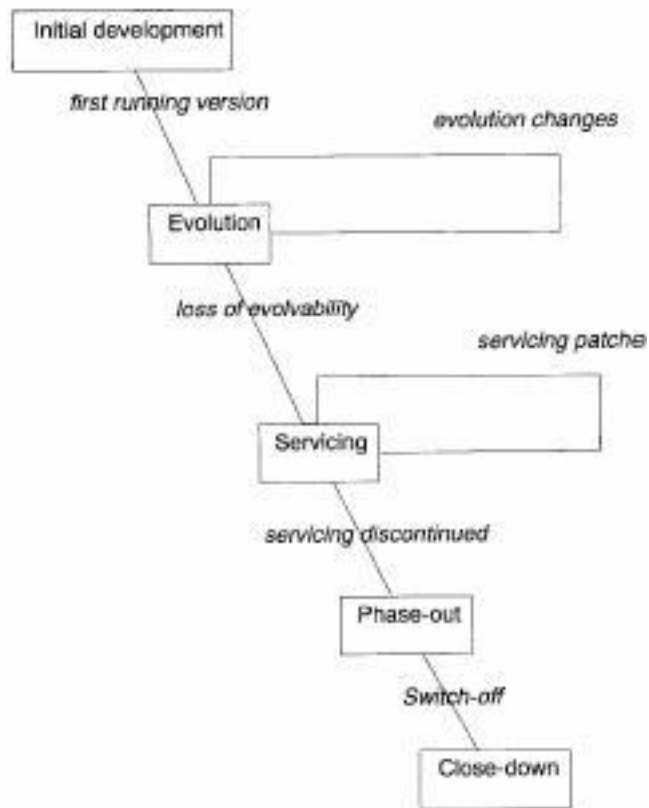 Initial development
first running version
evolution changes
Evolution
loss of evolvability
servicing patche
Servicing
servicing discontinued
Phase-out
Switch-off
Close-down